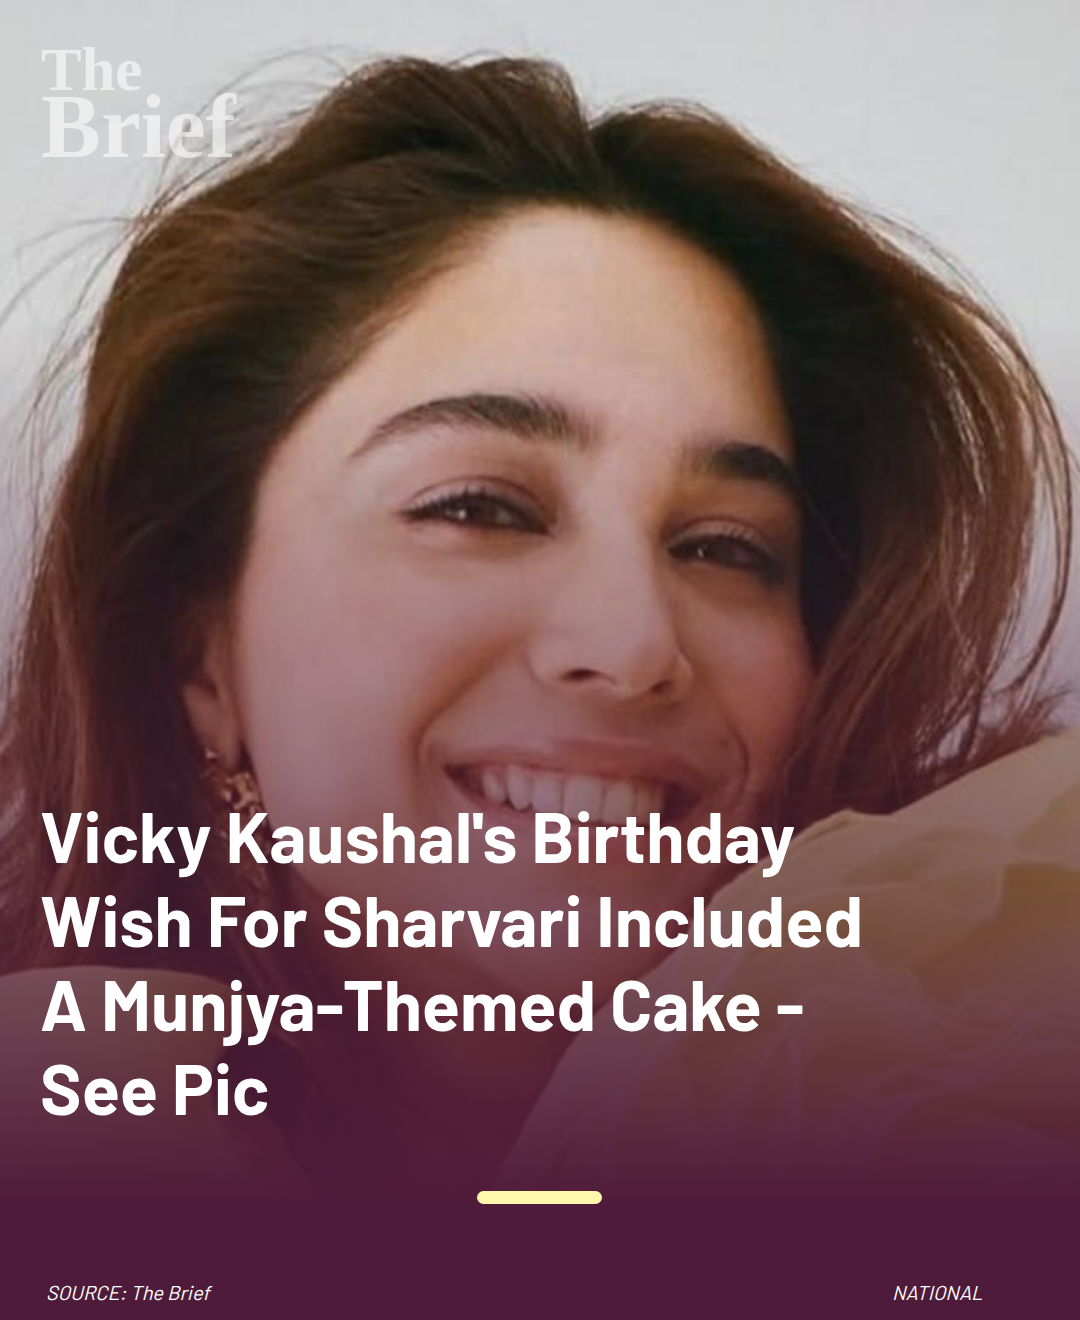 The
Brief
Vicky Kaushal's Birthday
Wish For Sharvari Included
A Munjya-Themed Cake -
See Pic
SOURCE: The Brief
NATIONAL